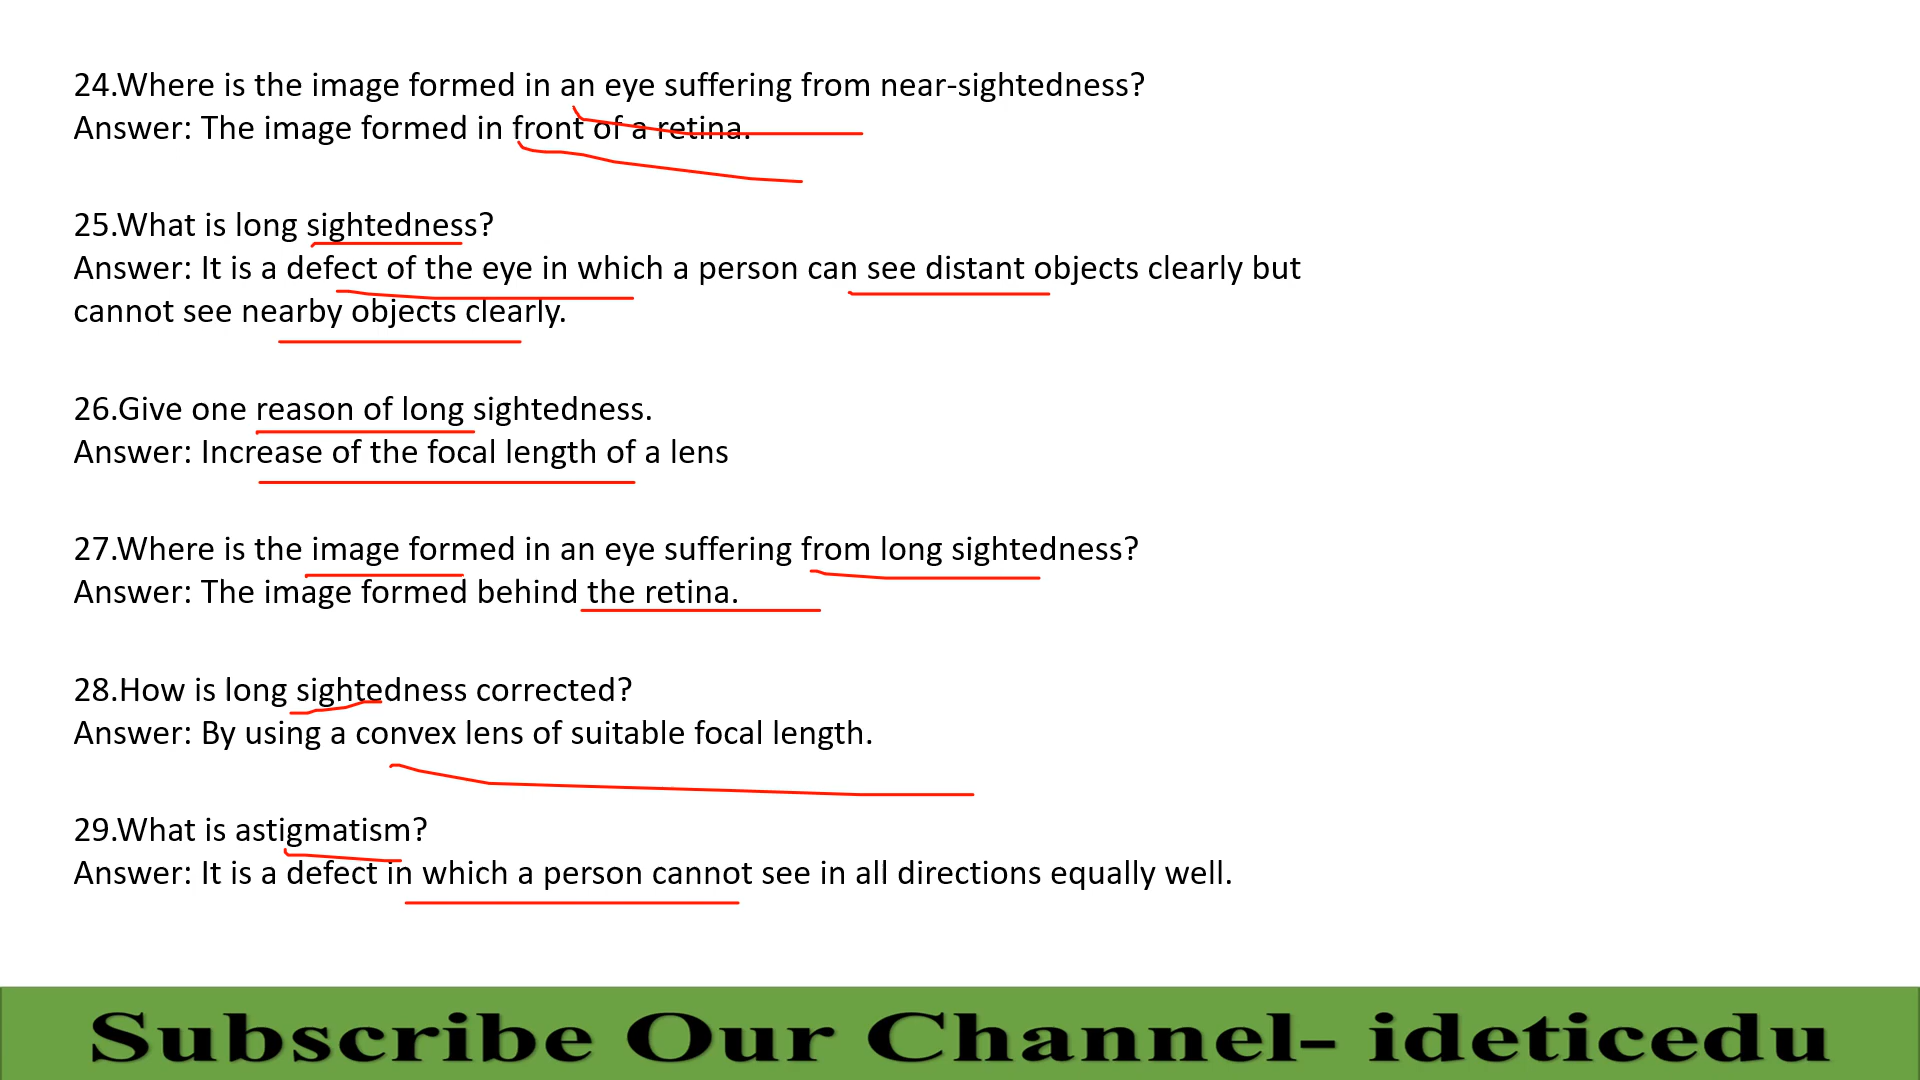 24.Where is the image formed in an eye suffering from near-sightedness?
Answer: The image formed in front of a retina.
25.What is long sightedness?
Answer: It is a defect of the eye in which a person can see distant objects clearly but
cannot see nearby objects clearly.
26.Give one reason of long sightedness.
Answer: Increase of the focal length of a lens
27.Where is the image formed in an eye suffering from long sightedness?
Answer: The image formed behind the retina.
28.How is long sightedness corrected?
Answer: By using a convex lens of suitable focal length.
29.What is astigmatism?
Answer: It is a defect in which a person cannot see in all directions equally well.
Subscribe Our Channel- ideticedu